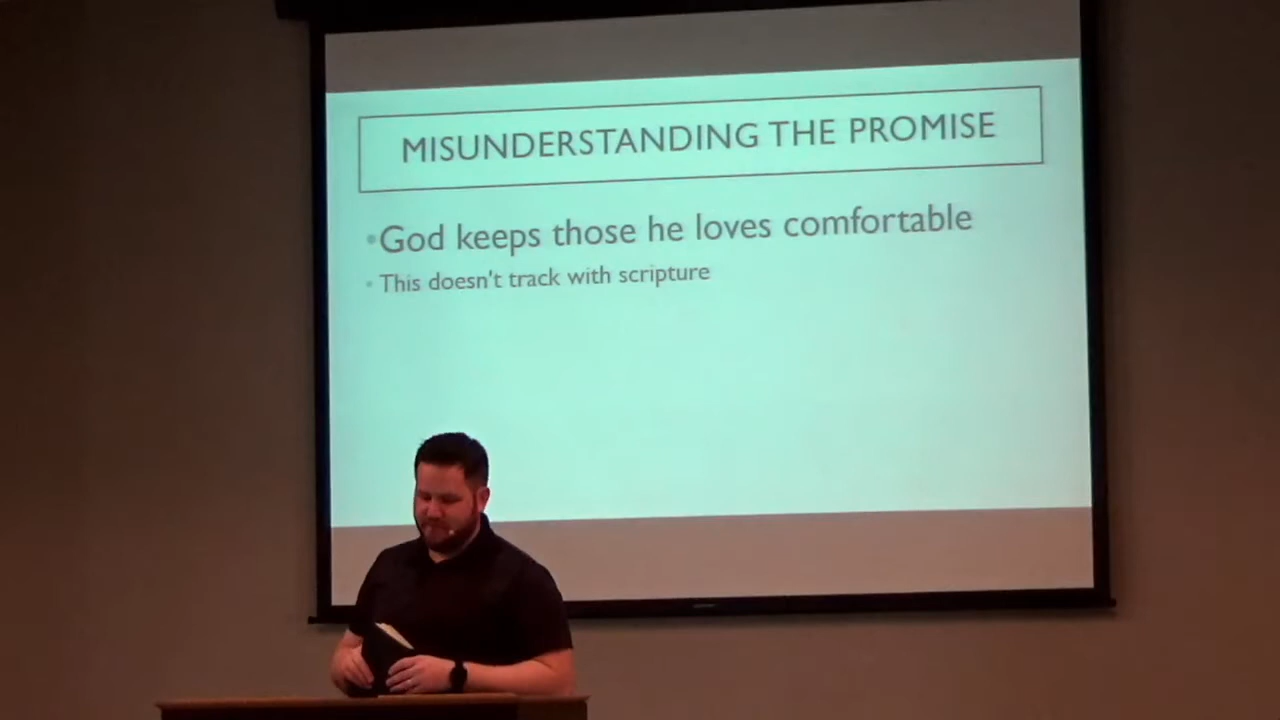 MISUNDERSTANDING THE PROMISE
•God keeps those he loves comfortable
• This doesn't track with scripture